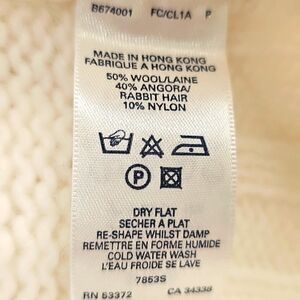 B674001 FC/CL1A P
MADE IN HONG KONG
FABRIQUE A HONG KONG
50% WOOL/LAINE
40% ANGORA/
RABBIT HAIR
10% NYLON
P
DRY FLAT
SECHER A PLAT
RE-SHAPE WHILST DAMP
REMETTRE EN FORME HUMIDE
COLD WATER WASH
L'EAU FROIDE SE LAVE
7853S
RN 53372 CA 34338